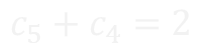 c₅ + c₄ = 2